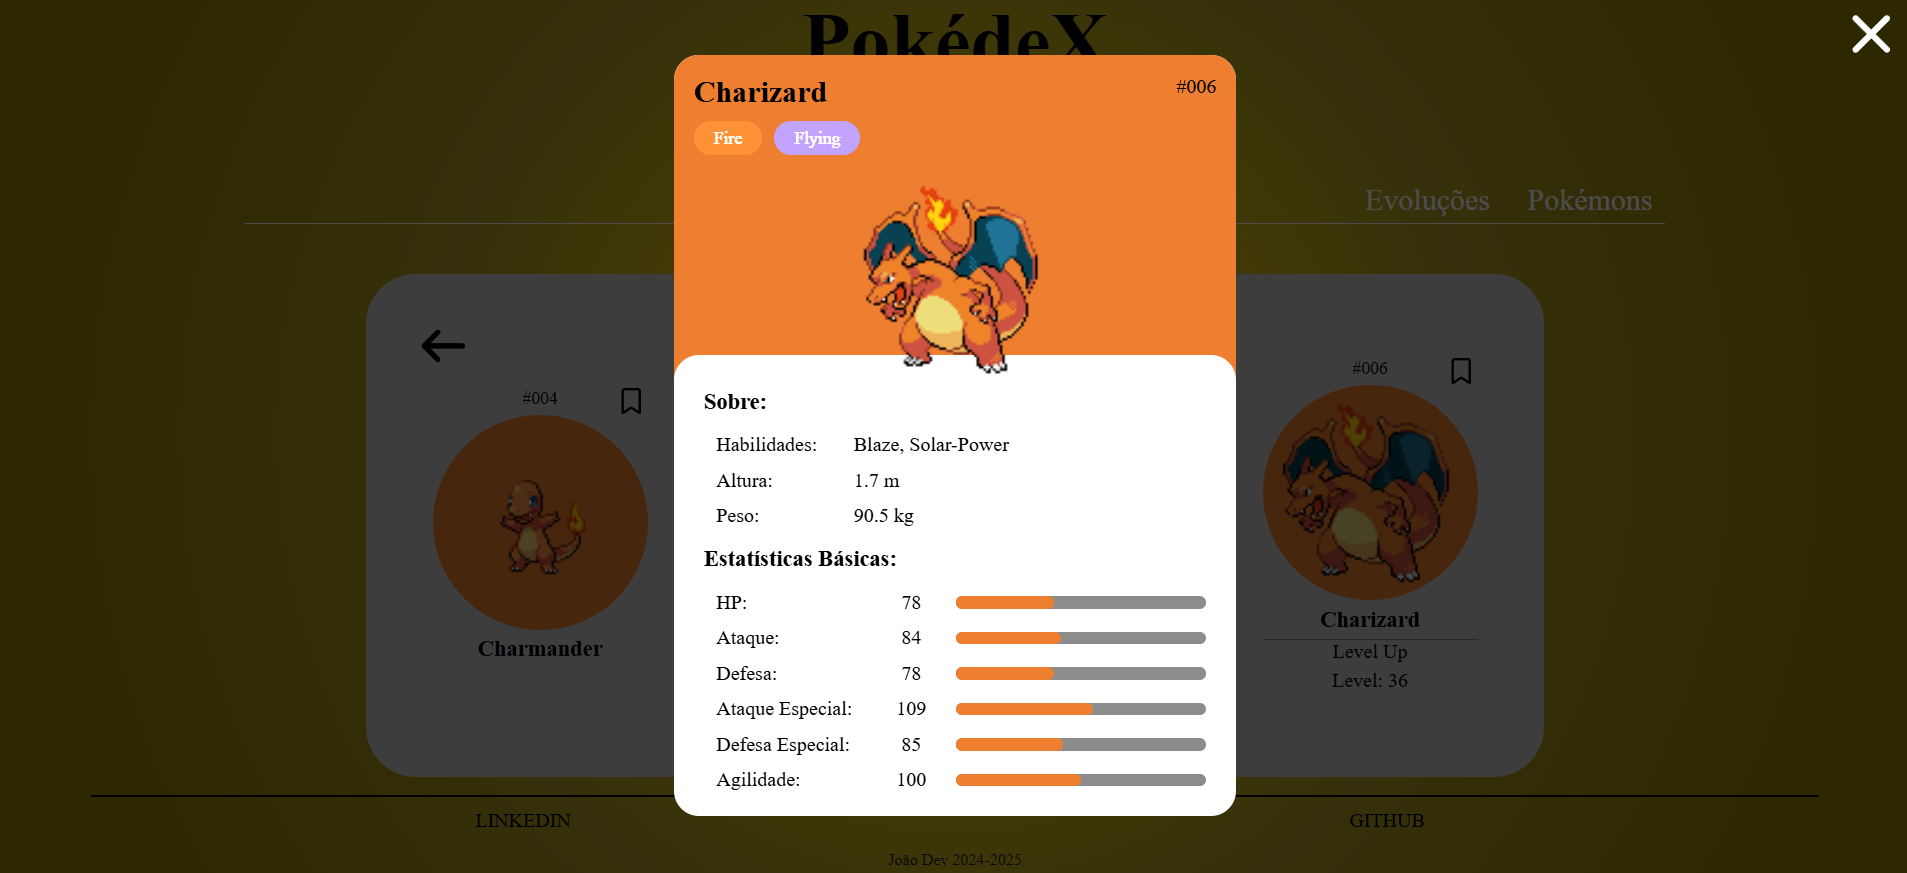 PokédeX
Charizard
#006
Fire
Flying
Evoluções
Pokémons
Sobre:
Habilidades: Blaze, Solar-Power
Altura: 1.7 m
Peso: 90.5 kg
Estatísticas Básicas:
HP: 78
Ataque: 84
Defesa: 78
Ataque Especial: 109
Defesa Especial: 85
Agilidade: 100
#004
Charmander
#006
Charizard
Level Up
Level: 36
LINKEDIN
GITHUB
João Dev 2024-2025